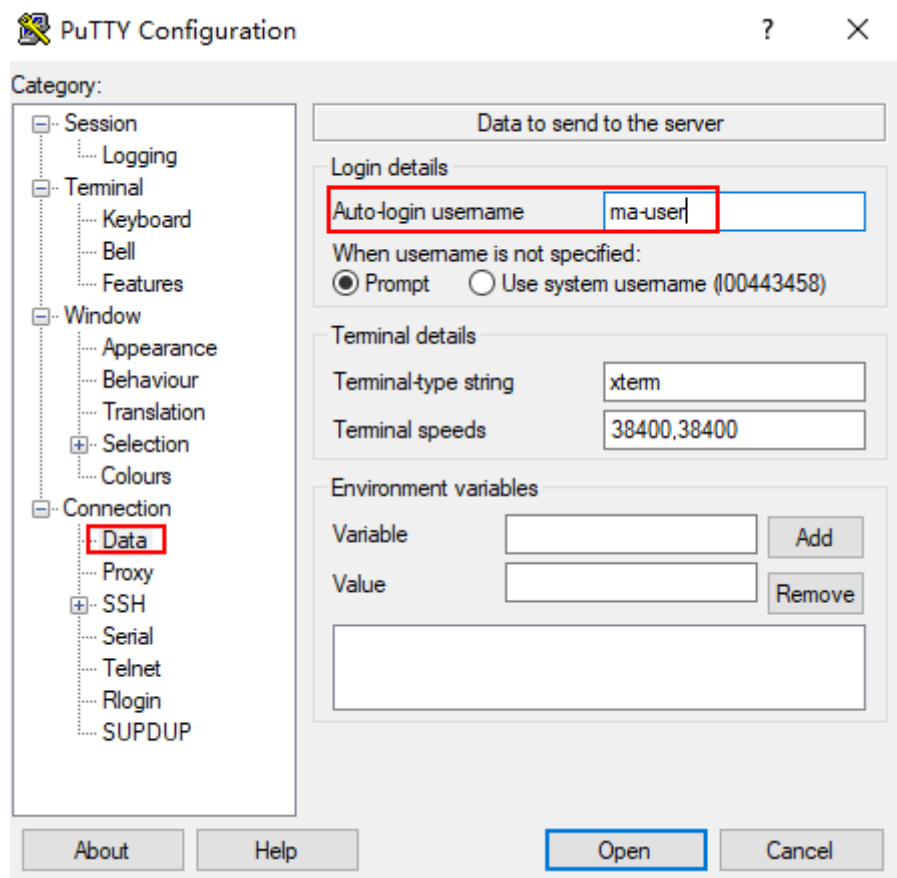 PuTTY Configuration
Category:
Session
Logging
Terminal
Keyboard
Bell
Features
Window
Appearance
Behaviour
Translation
Selection
Colours
Connection
Data
Proxy
SSH
Serial
Telnet
Rlogin
SUPDUP
Data to send to the server
Login details
Auto-login username ma-user
When username is not specified:
Prompt Use system username (l00443458)
Terminal details
Terminal-type string xterm
Terminal speeds 38400,38400
Environment variables
Variable Add
Value Remove
About Help Open Cancel